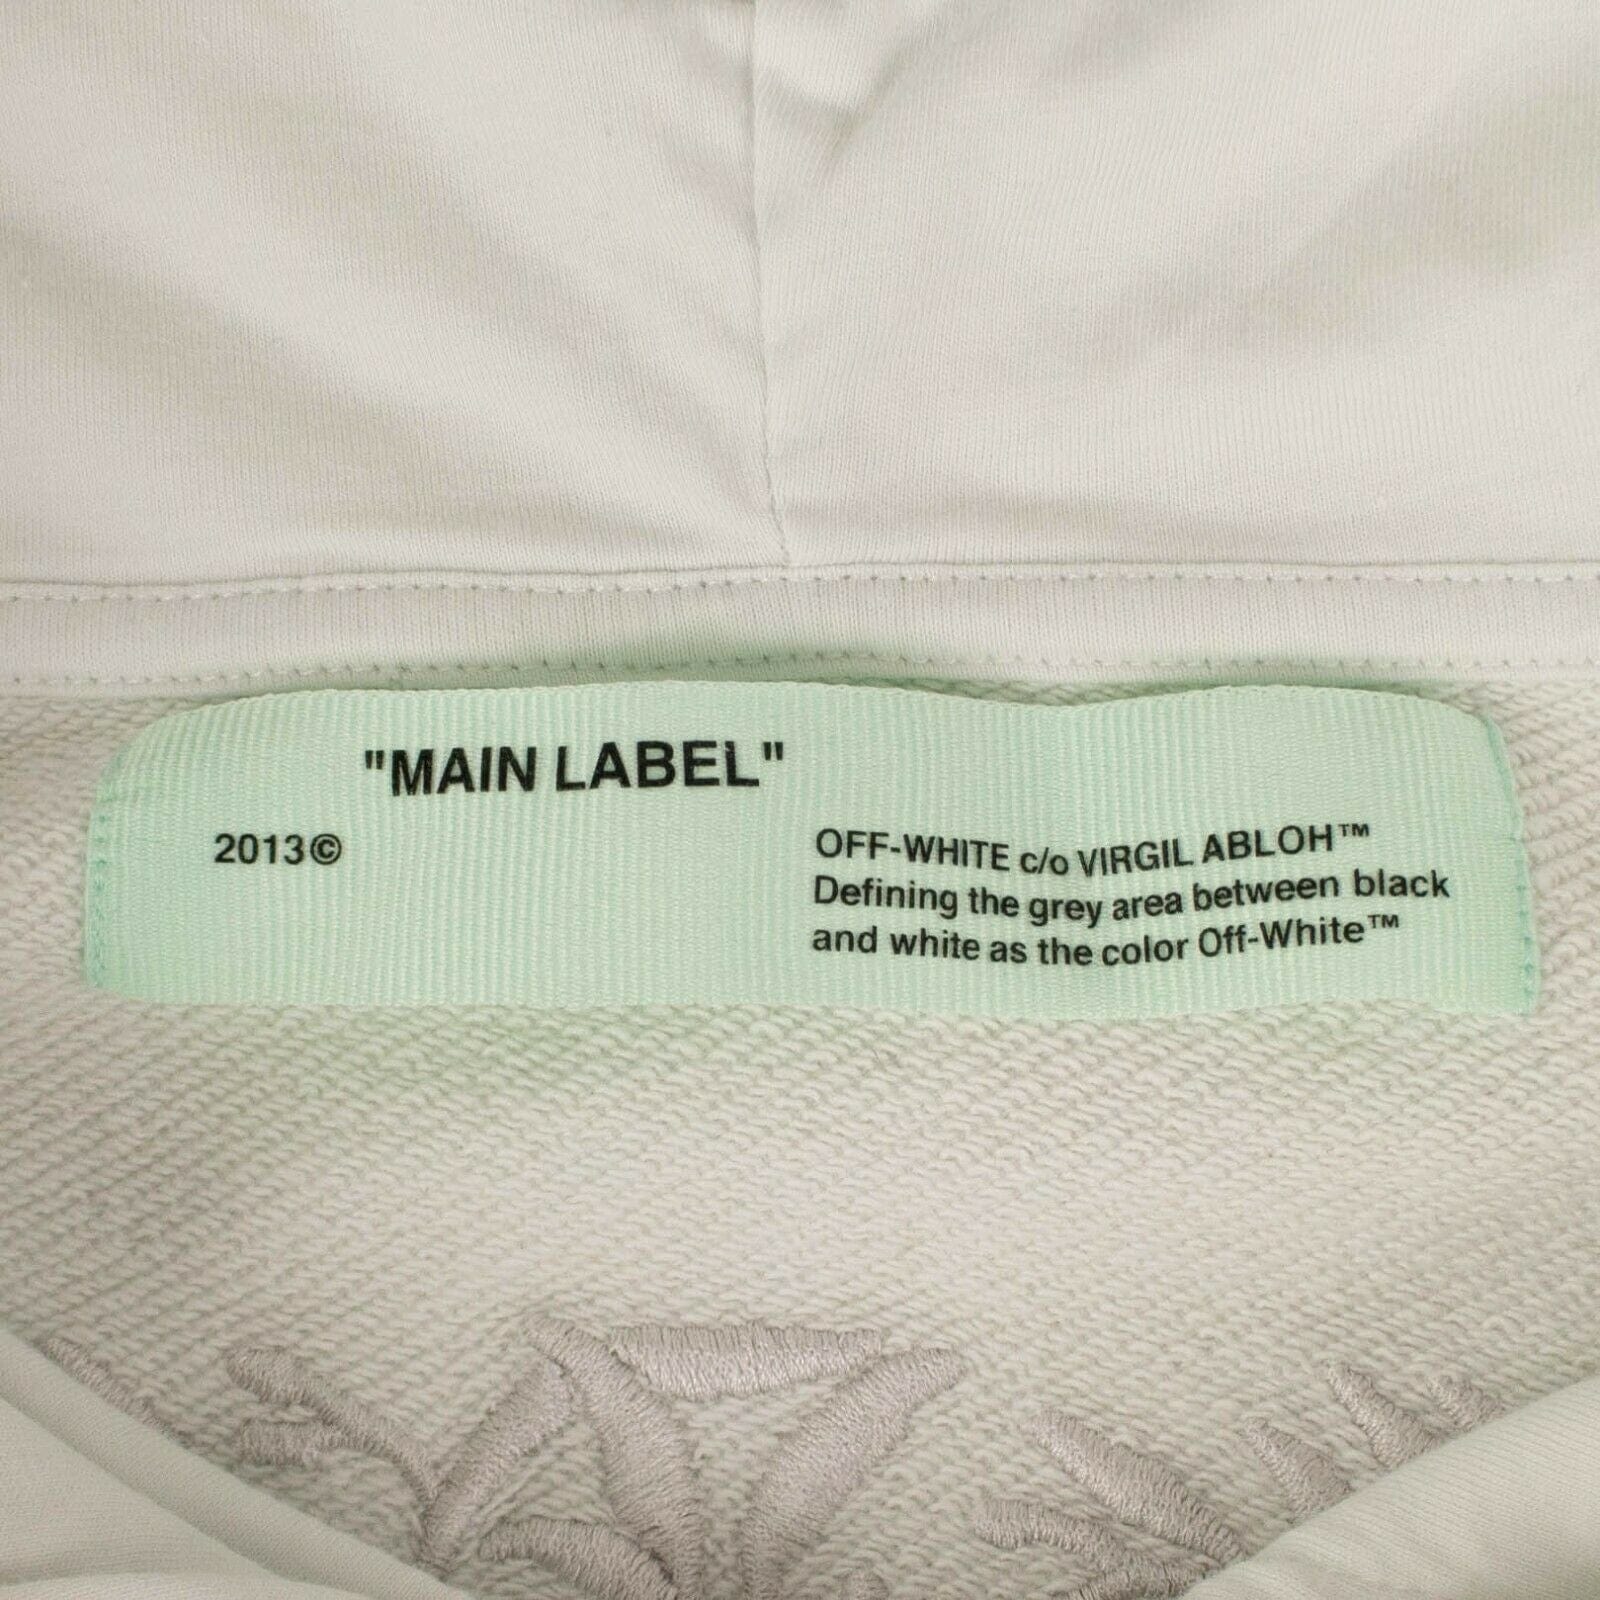 "MAIN LABEL"
2013©
OFF-WHITE c/o VIRGIL ABLOH™
Defining the grey area between black
and white as the color Off-White™